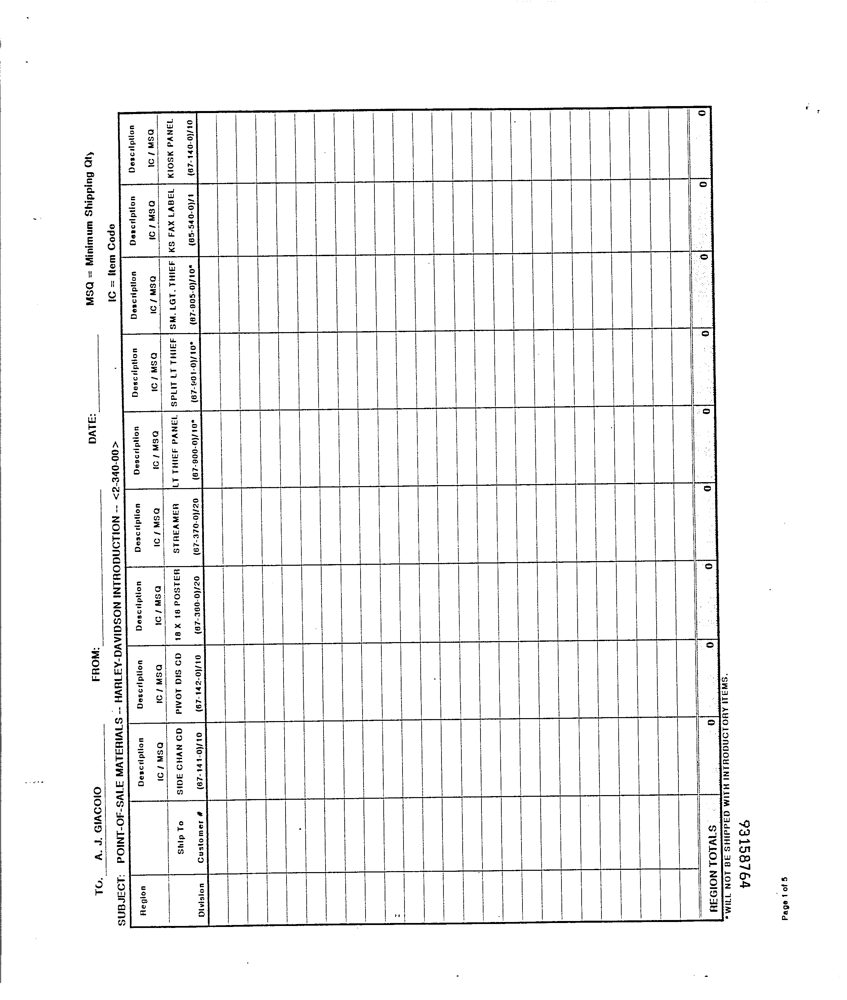 TO. A. J. GIACOIO FROM: DATE: MSQ = Minimum Shipping Qty
IC = Item Code
SUBJECT: POINT-OF-SALE MATERIALS -- HARLEY-DAVIDSON INTRODUCTION -- <2-340-00>
Region Description Description Description Description Description Description Description Description Description
IC / MSQ IC / MSQ IC / MSQ IC / MSQ IC / MSQ IC / MSQ IC / MSQ IC / MSQ IC / MSQ
Ship To SIDE CHAN CD PIVOT DIS CD 18 X 16 POSTER STREAMER LT THIEF PANEL SPLIT LT THIEF SM. LGT. THIEF KS FAX LABEL KIOSK PANEL
Division Customer # (67-141-0)/10 (67-142-0)/10 (67-360-0)/20 (67-370-0)/20 (67-900-0)/10* (67-901-0)/10* (67-905-0)/10* (65-540-0)/1 (67-140-0)/10
REGION TOTALS 0 0 0 0 0 0 0 0 0
*WILL NOT BE SHIPPED WITH INTRODUCTORY ITEMS.
93158764
Page 1 of 5